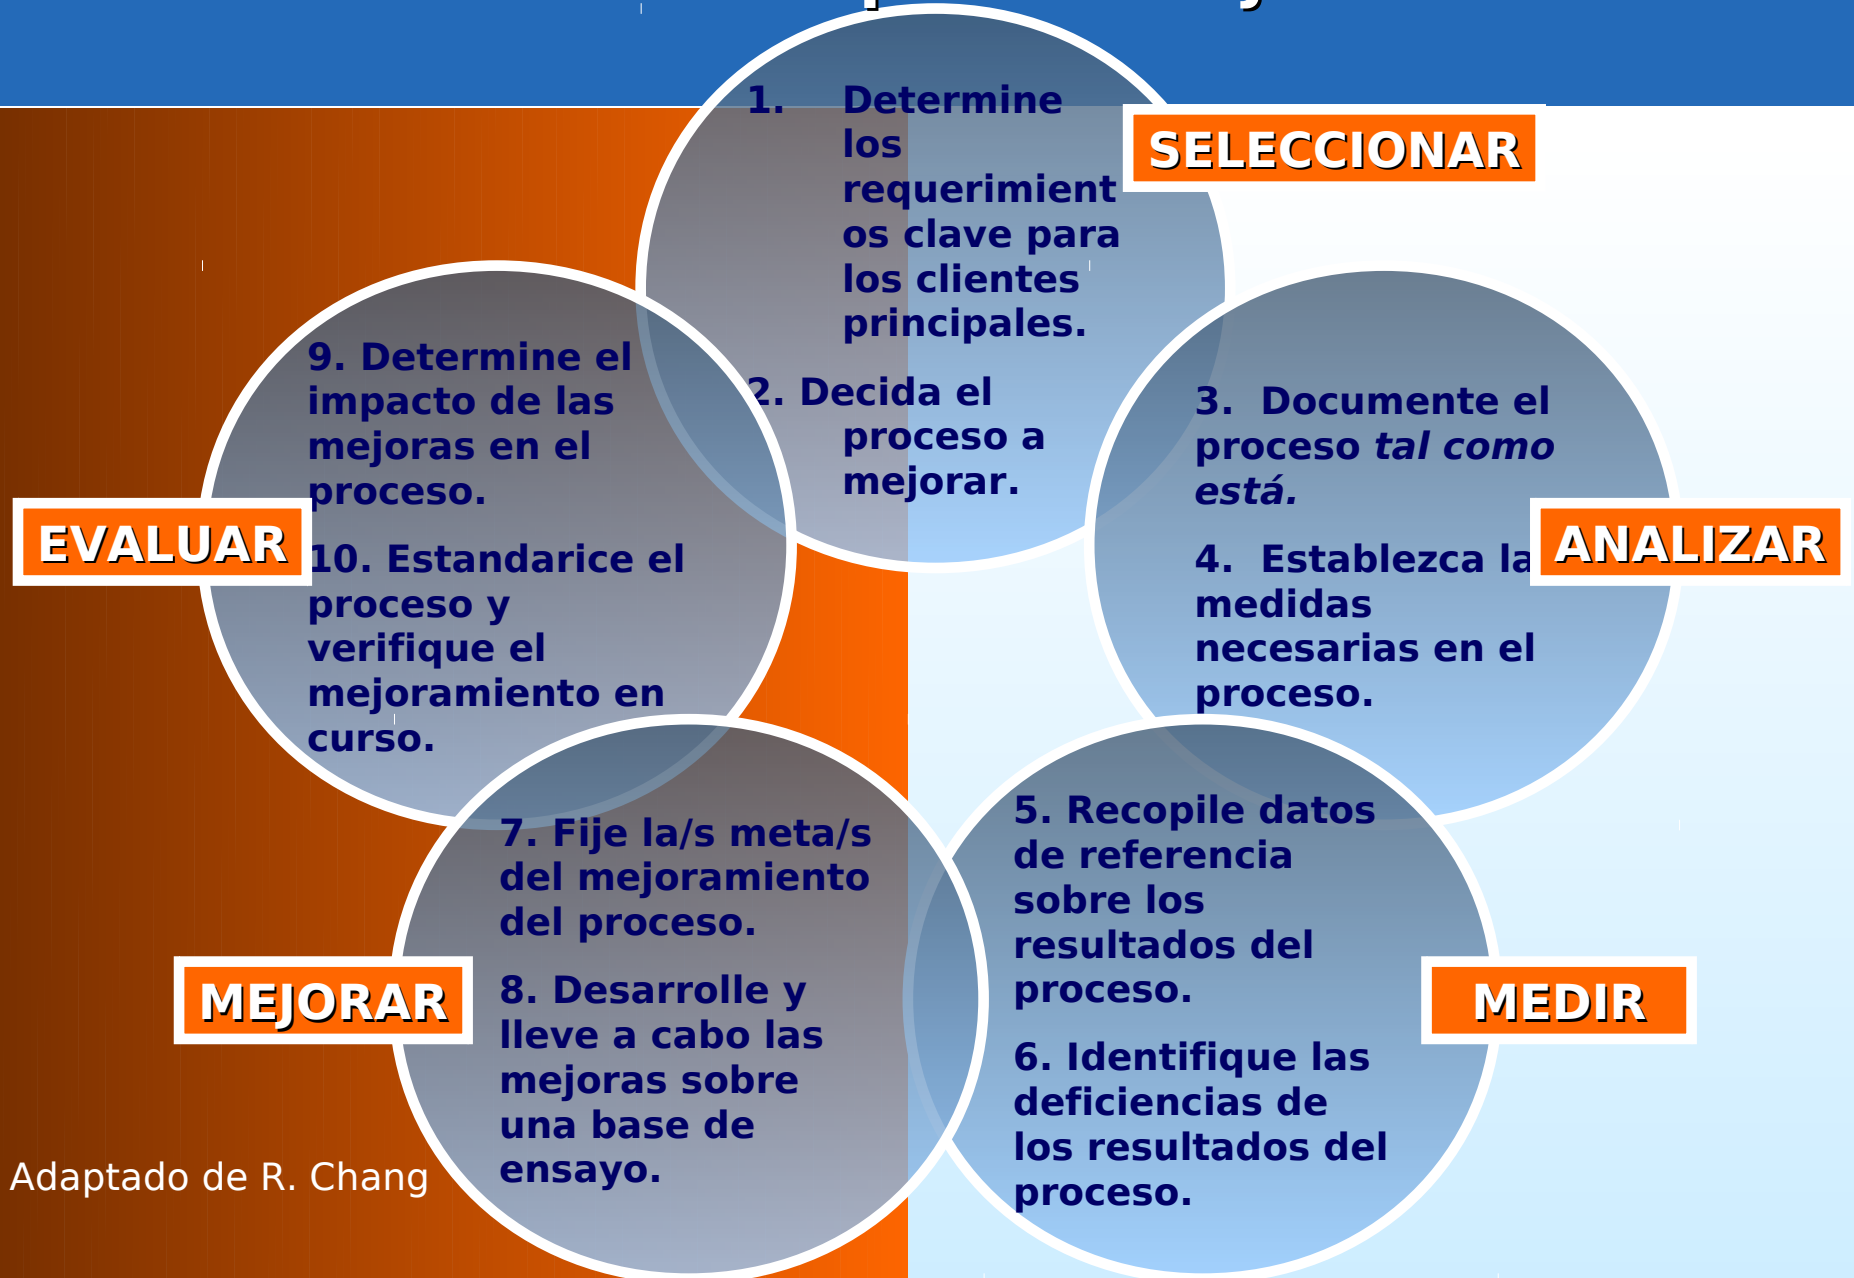 1. Determine
los
requerimient
os clave para
los clientes
principales.
2. Decida el
proceso a
mejorar.
SELECCIONAR
3. Documente el
proceso tal como
está.
4. Establezca la
medidas
necesarias en el
proceso.
ANALIZAR
5. Recopile datos
de referencia
sobre los
resultados del
proceso.
6. Identifique las
deficiencias de
los resultados del
proceso.
MEDIR
7. Fije la/s meta/s
del mejoramiento
del proceso.
8. Desarrolle y
lleve a cabo las
mejoras sobre
una base de
ensayo.
MEJORAR
9. Determine el
impacto de las
mejoras en el
proceso.
10. Estandarice el
proceso y
verifique el
mejoramiento en
curso.
EVALUAR
Adaptado de R. Chang